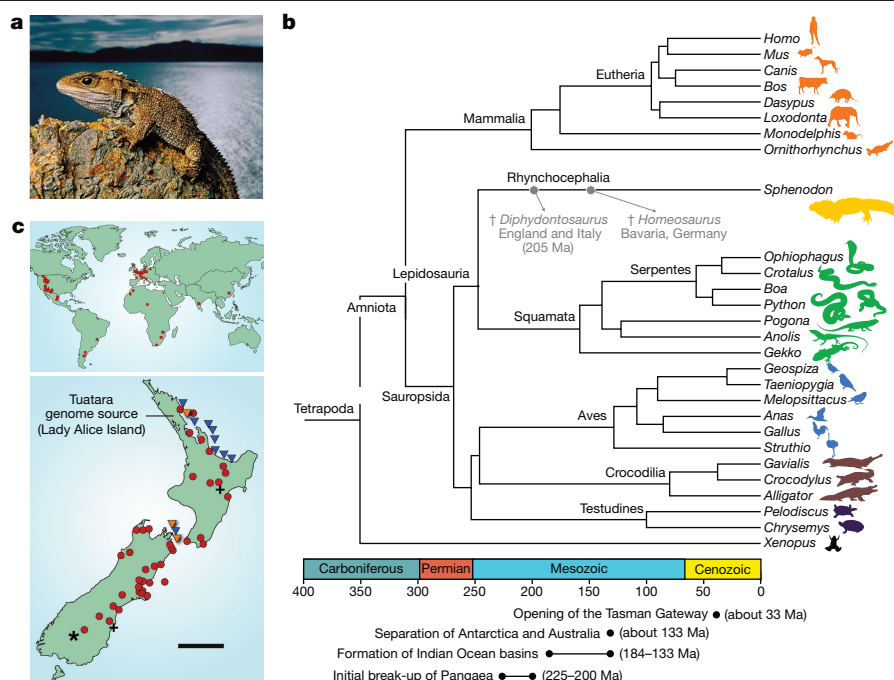 a
b
Homo
Mus
Canis
Eutheria
Bos
Dasypus
Mammalia
Loxodonta
Monodelphis
Ornithorhynchus
Rhynchocephalia
Sphenodon
† Diphydontosaurus
England and Italy
(205 Ma)
† Homeosaurus
Bavaria, Germany
c
Lepidosauria
Serpentes
Ophiophagus
Crotalus
Boa
Python
Squamata
Pogona
Anolis
Gekko
Amniota
Sauropsida
Tetrapoda
Geospiza
Taeniopygia
Melopsittacus
Aves
Anas
Gallus
Struthio
Gavialis
Crocodilia
Crocodylus
Alligator
Testudines
Pelodiscus
Chrysemys
Xenopus
Tuatara
genome source
(Lady Alice Island)
Carboniferous Permian Mesozoic Cenozoic
400 350 300 250 200 150 100 50 0
Opening of the Tasman Gateway (about 33 Ma)
Separation of Antarctica and Australia (about 133 Ma)
Formation of Indian Ocean basins (184–133 Ma)
Initial break-up of Pangaea (225–200 Ma)